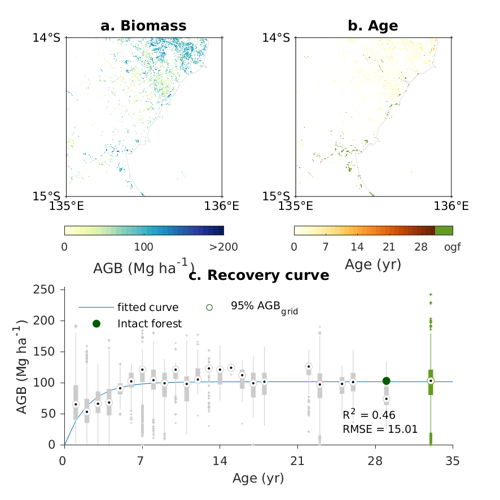 a. Biomass
b. Age
14°S
14°S
15°S
15°S
135°E
136°E
135°E
136°E
0
100
>200
0
7
14
21
28
ogf
AGB (Mg ha⁻¹)
Age (yr)
c. Recovery curve
250
200
150
100
50
0
AGB (Mg ha⁻¹)
fitted curve
95% AGB_grid
Intact forest
R² = 0.46
RMSE = 15.01
0
7
14
21
28
35
Age (yr)